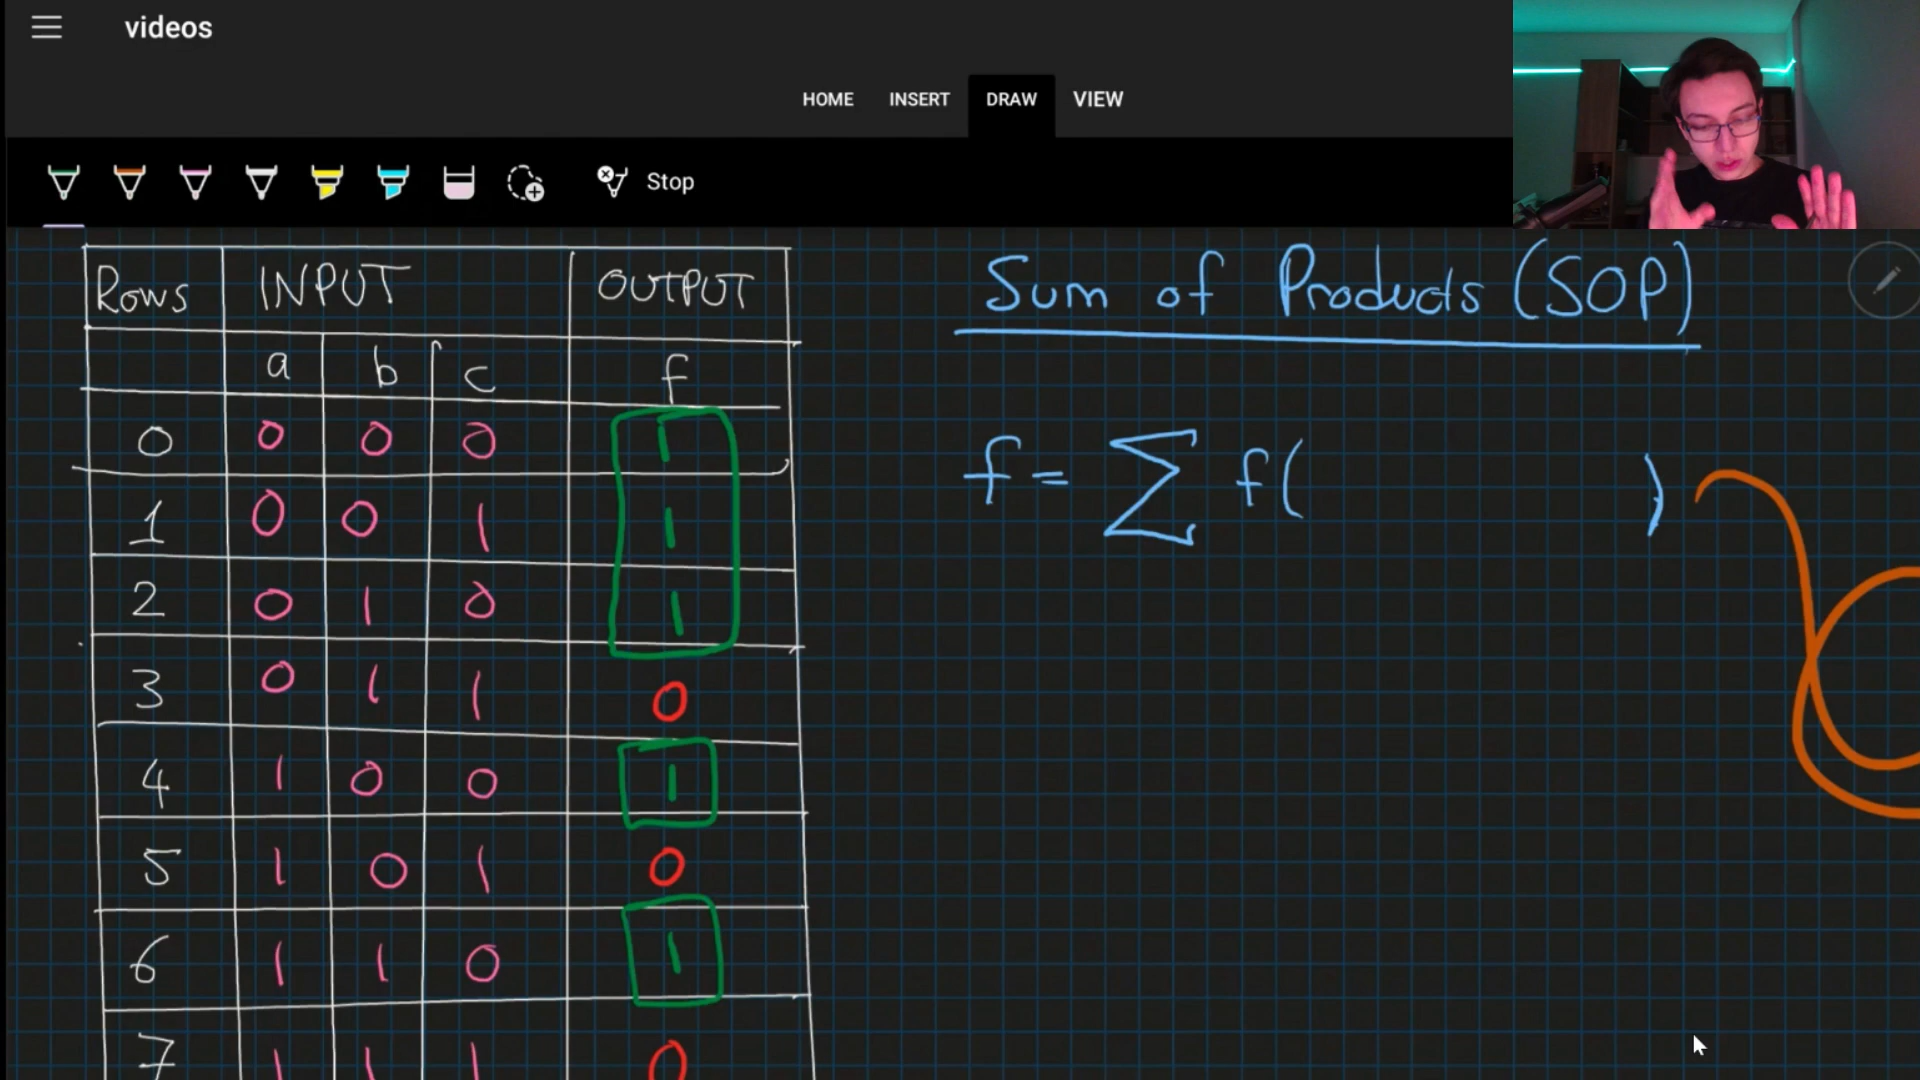 videos
HOME INSERT DRAW VIEW
Stop
Rows INPUT OUTPUT
a b c f
0 0 0 0 1
1 0 0 1 1
2 0 1 0 1
3 0 1 1 0
4 1 0 0 1
5 1 0 1 0
6 1 1 0 1
7 1 1 1 0
Sum of Products (SOP)
f = ∑ f( )